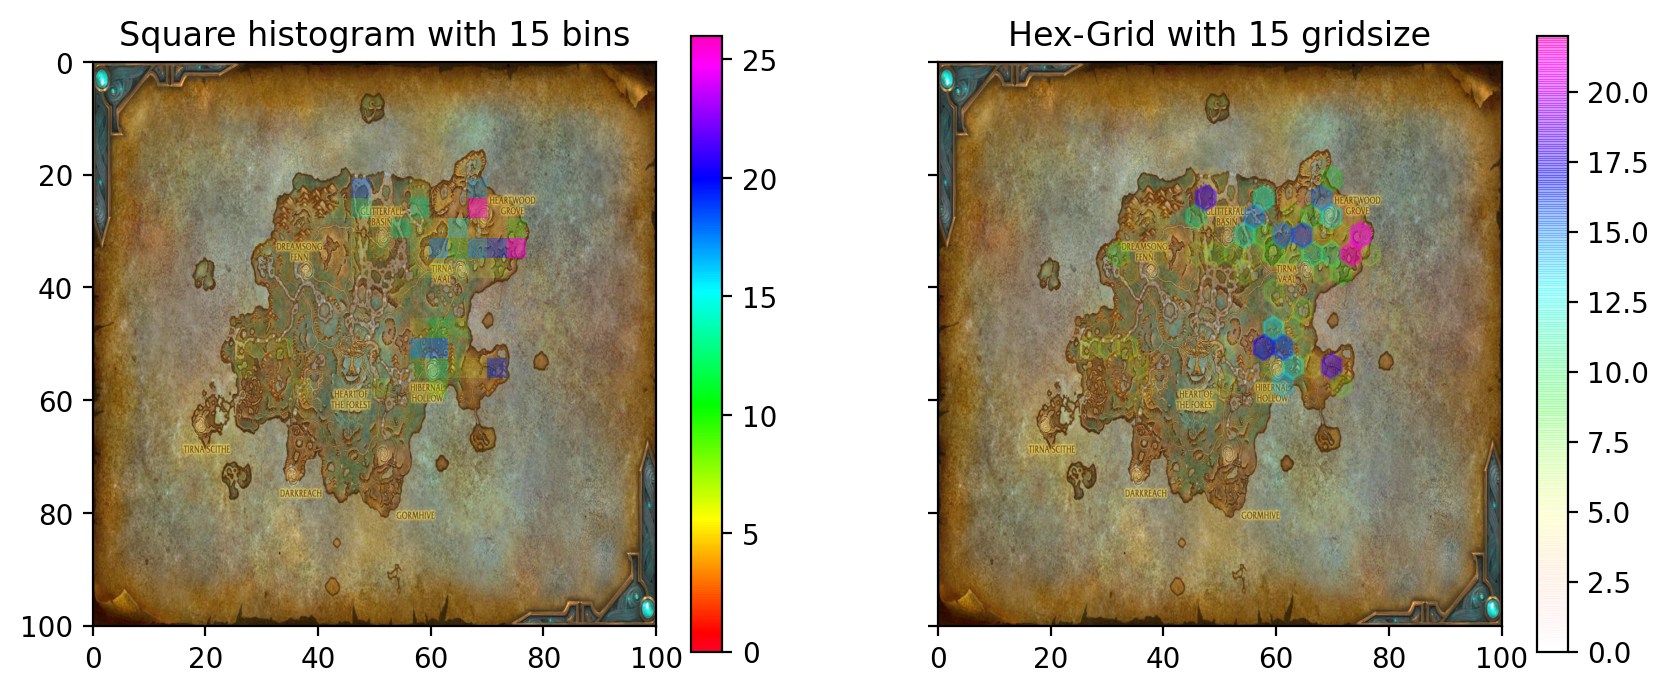 Square histogram with 15 bins
0
20
40
60
80
100
0
20
40
60
80
100
HEARTWOOD
GROVE
GLITTERFALL
BASIN
DREAMSONG
FENN
TIRNA
VAAL
HIBERNAL
HOLLOW
HEART OF
THE FOREST
TIRNA SCITHE
DARKREACH
GORMHIVE
25
20
15
10
5
0
Hex-Grid with 15 gridsize
0
20
40
60
80
100
HEARTWOOD
GROVE
GLITTERFALL
BASIN
DREAMSONG
FENN
TIRNA
VAAL
HIBERNAL
HOLLOW
HEART OF
THE FOREST
TIRNA SCITHE
DARKREACH
GORMHIVE
20.0
17.5
15.0
12.5
10.0
7.5
5.0
2.5
0.0